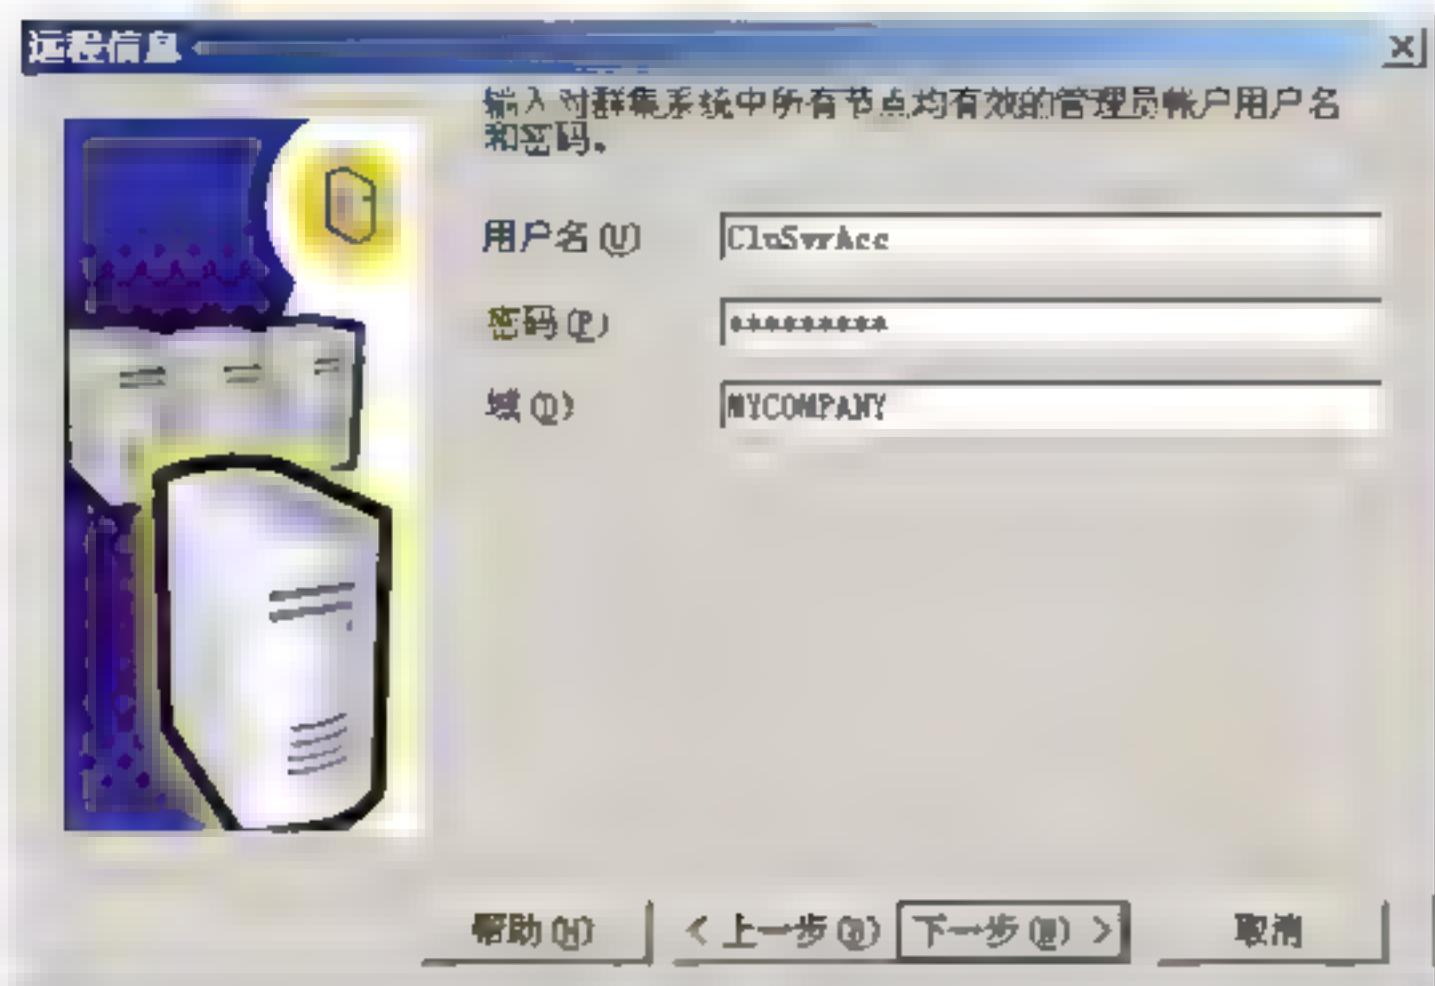 远程信息
输入对群集系统中所有节点均有效的管理员帐户用户名
和密码。
用户名(U)
CluSvrAcc
密码(P)
*********
域(D)
MYCOMPANY
帮助(H)
< 上一步(B)
下一步(N) >
取消